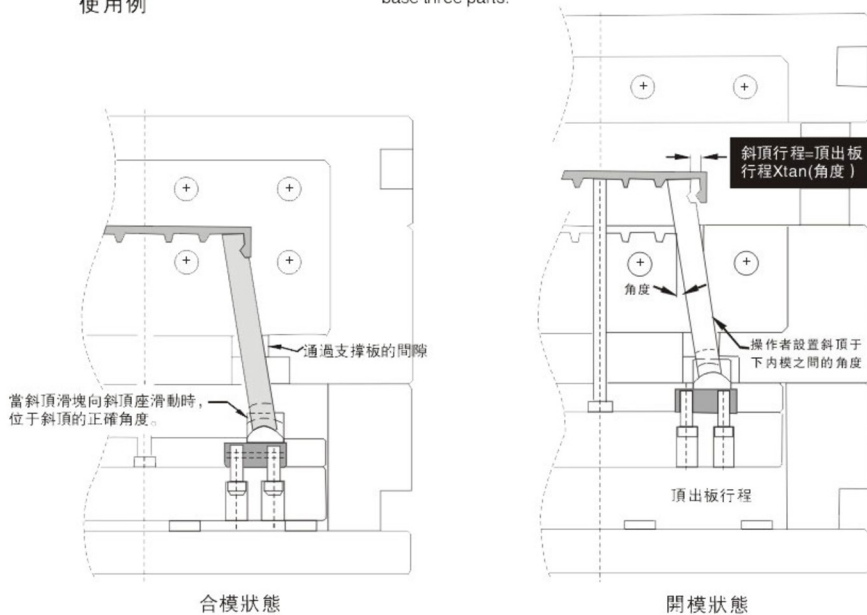 使用例
base three parts.
斜頂行程=頂出板
行程Xtan(角度)
角度
通過支撐板的間隙
操作者設置斜頂于
下内模之間的角度
當斜頂滑塊向斜頂座滑動時，
位于斜頂的正確角度。
頂出板行程
合模狀態
開模狀態